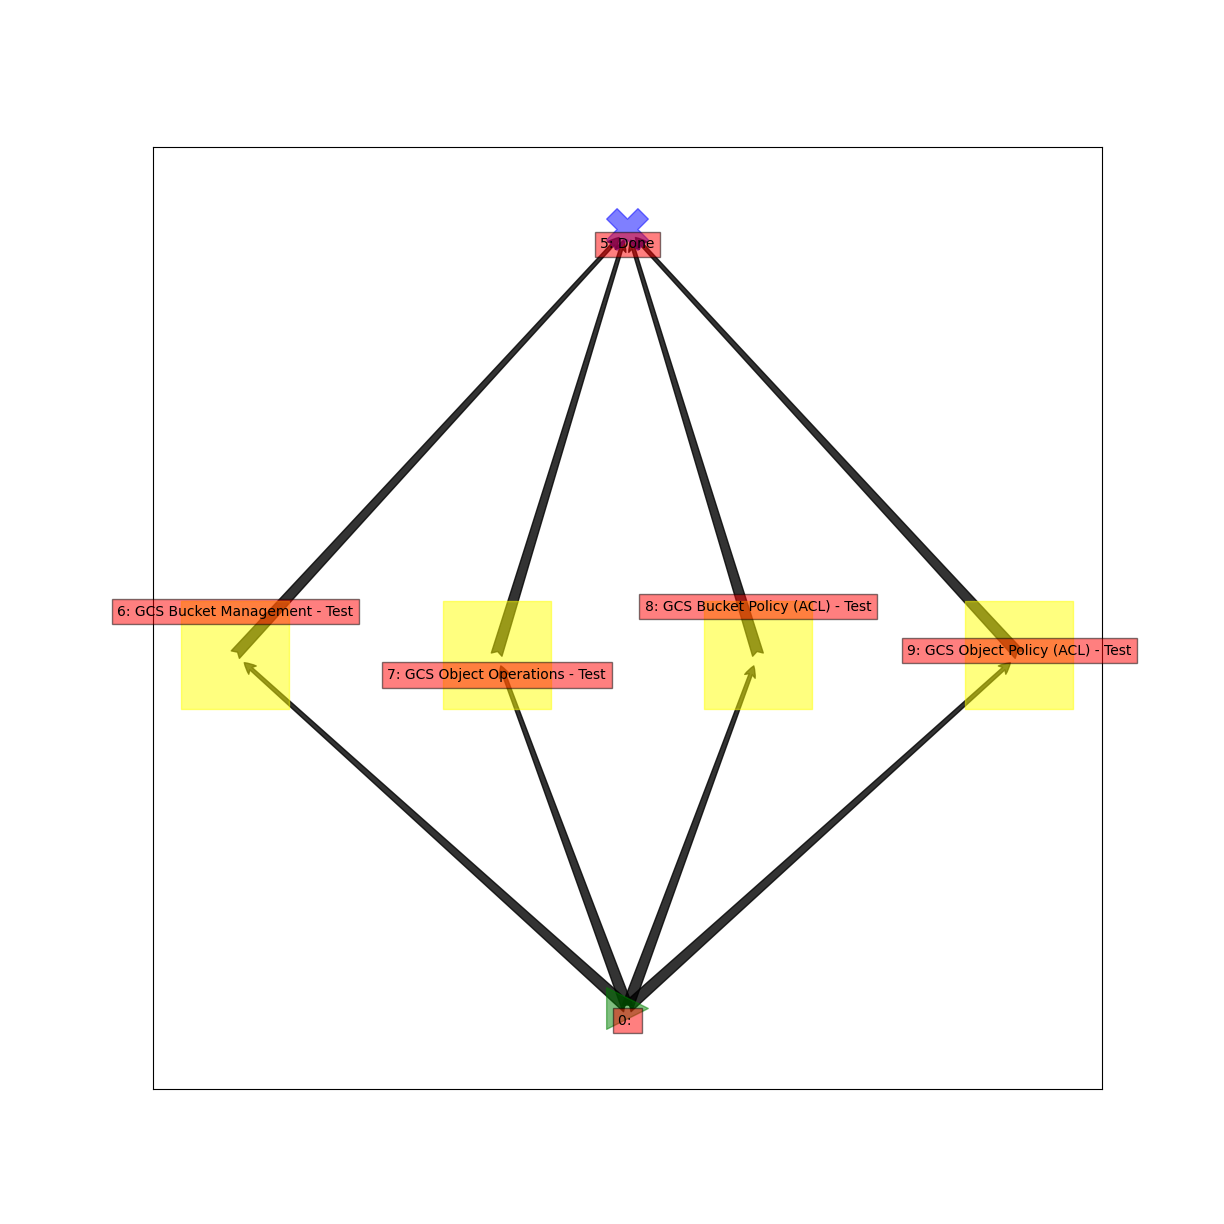 5: Done
8: GCS Bucket Policy (ACL) - Test
6: GCS Bucket Management - Test
9: GCS Object Policy (ACL) - Test
7: GCS Object Operations - Test
0: